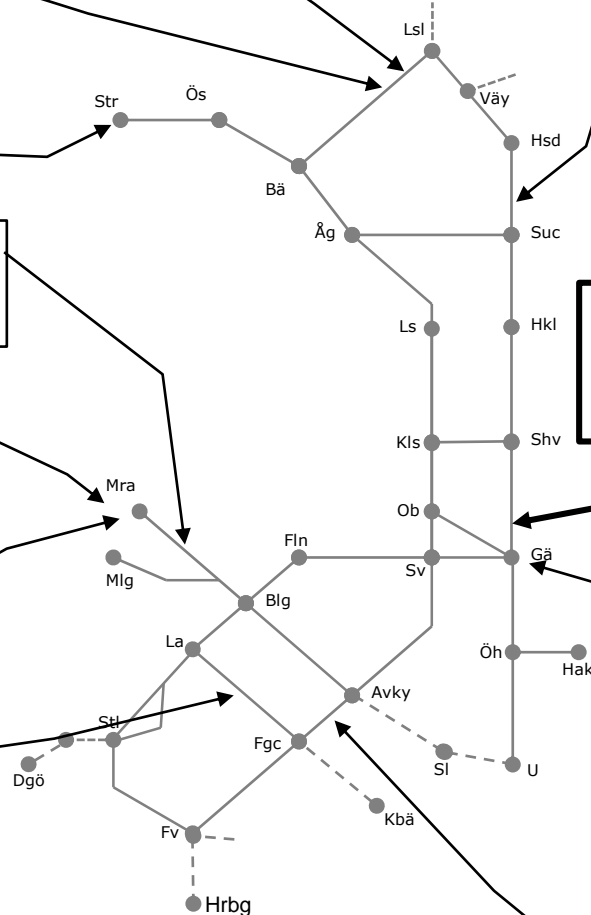 Lsl
Väy
Str
Ös
Hsd
Bä
Åg
Suc
Ls
Hkl
Kls
Shv
Mra
Ob
Fln
Gä
Mlg
Sv
Blg
La
Öh
Hak
Avky
Stl
Fgc
Dgö
Sl
U
Kbä
Fv
Hrbg